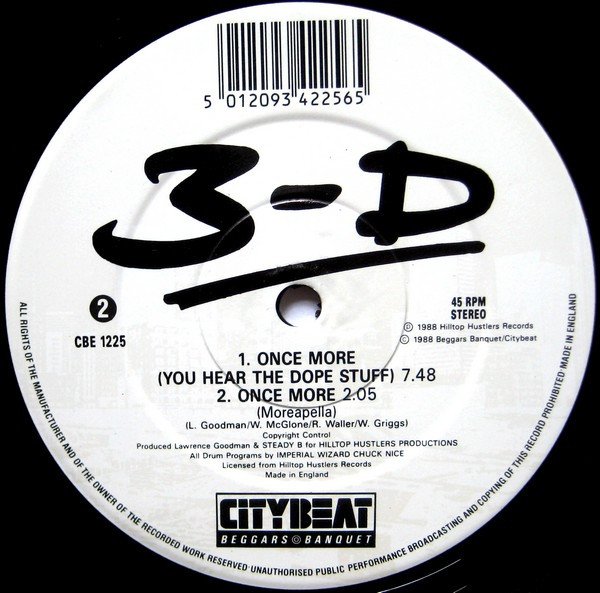 5 012093 422565
3-D
2
CBE 1225
45 RPM
STEREO
Ⓟ 1988 Hilltop Hustlers Records
Ⓒ 1988 Beggars Banquet/Citybeat
1. ONCE MORE
(YOU HEAR THE DOPE STUFF) 7.48
2. ONCE MORE 2.05
(Moreapella)
(L. Goodman/W. McGlone/R. Waller/W. Griggs)
Copyright Control
Produced Lawrence Goodman & STEADY B for HILLTOP HUSTLERS PRODUCTIONS
All Drum Programs by IMPERIAL WIZARD CHUCK NICE
Licensed from Hilltop Hustlers Records
Made in England
CITYBEAT
BEGGARS BANQUET
ALL RIGHTS OF THE MANUFACTURER AND OF THE OWNER OF THE RECORDED WORK RESERVED UNAUTHORISED PUBLIC PERFORMANCE BROADCASTING AND COPYING OF THIS RECORD PROHIBITED MADE IN ENGLAND